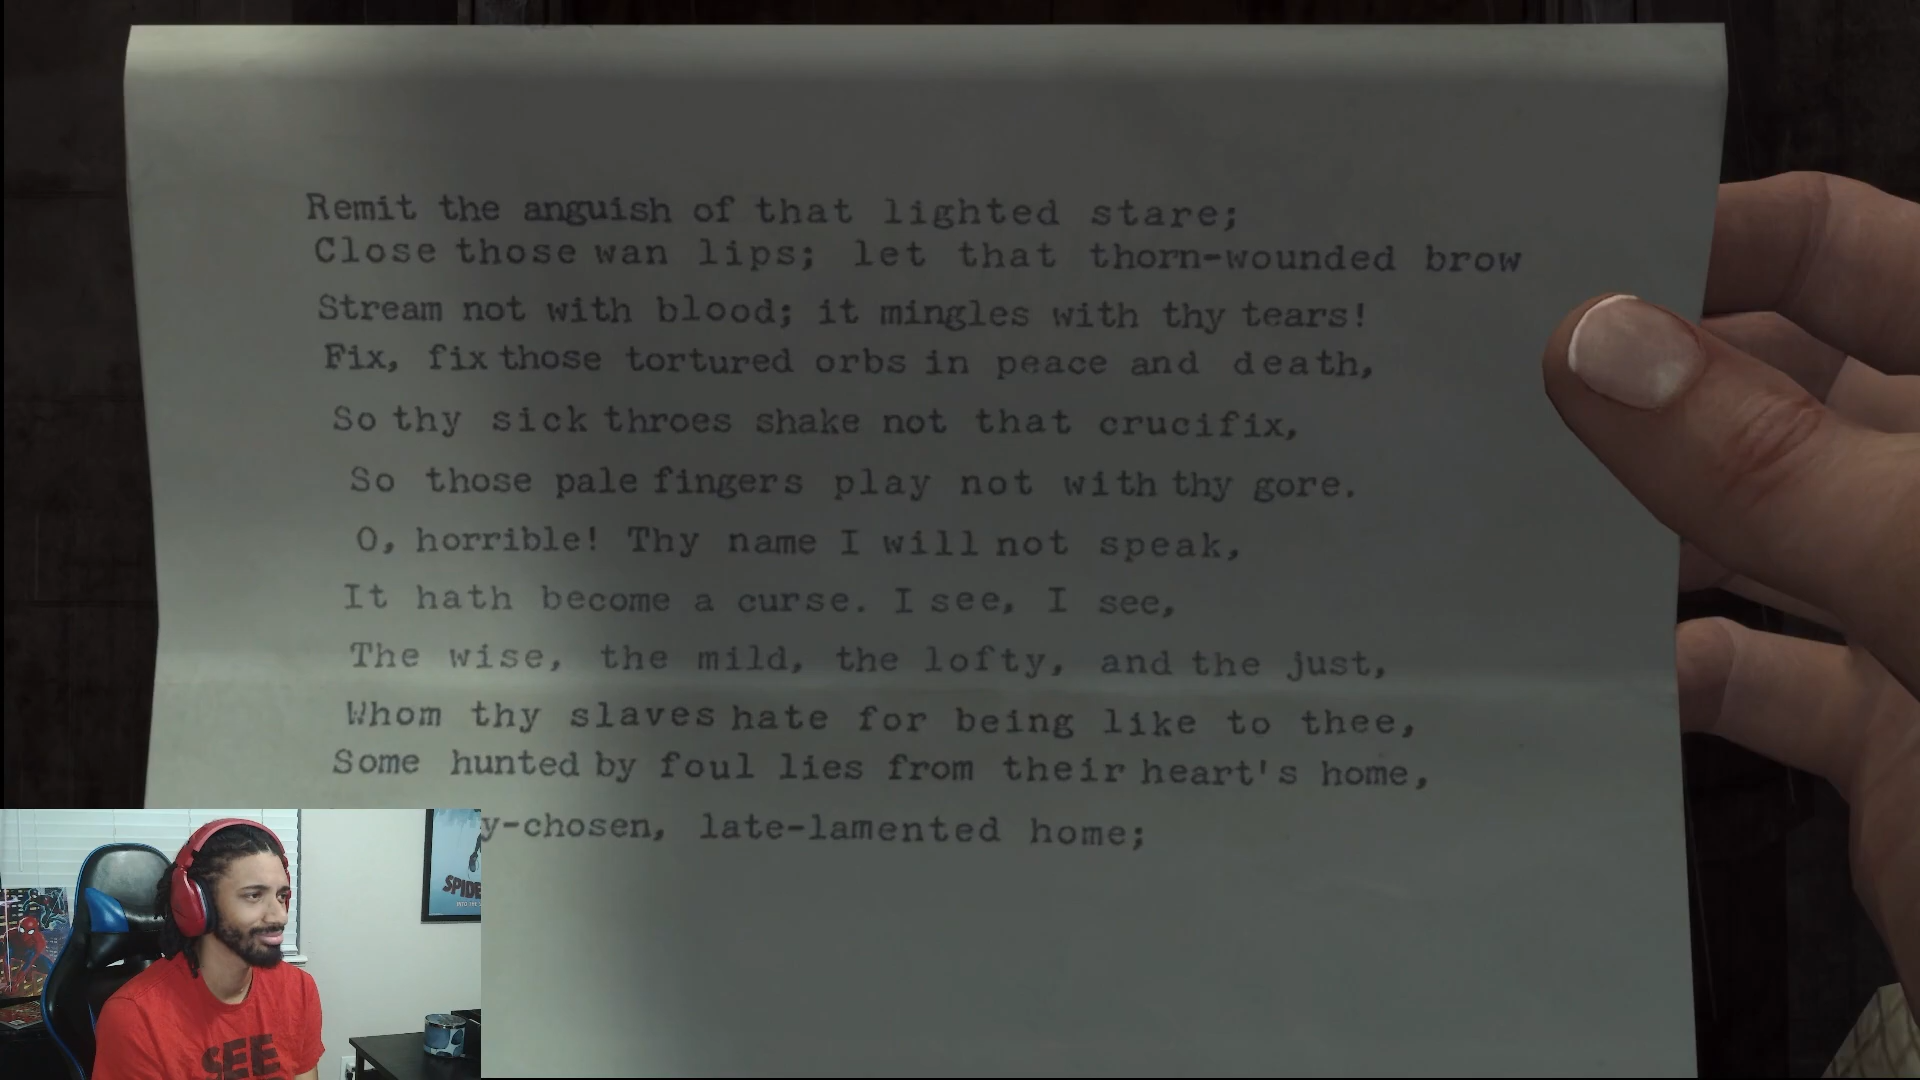 Remit the anguish of that lighted stare;
Close those wan lips; let that thorn-wounded brow
Stream not with blood; it mingles with thy tears!
Fix, fix those tortured orbs in peace and death,
So thy sick throes shake not that crucifix,
So those pale fingers play not with thy gore.
O, horrible! Thy name I will not speak,
It hath become a curse. I see, I see,
The wise, the mild, the lofty, and the just,
Whom thy slaves hate for being like to thee,
Some hunted by foul lies from their heart's home,
y-chosen, late-lamented home;
SPIDE
SEE